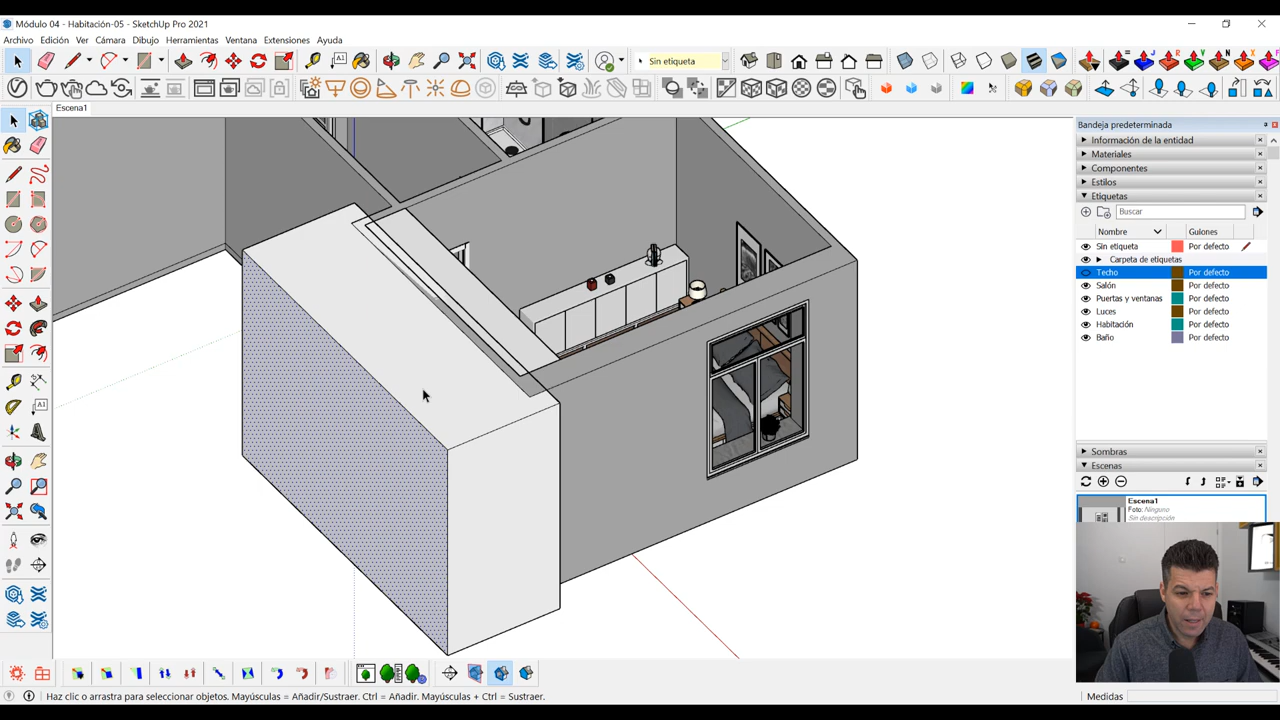 Módulo 04 - Habitación-05 - SketchUp Pro 2021
Archivo Edición Ver Cámara Dibujo Herramientas Ventana Extensiones Ayuda
Sin etiqueta
Escena1
Bandeja predeterminada
Información de la entidad
Materiales
Componentes
Estilos
Etiquetas
Buscar
Nombre Guiones
Sin etiqueta Por defecto
Carpeta de etiquetas
Techo Por defecto
Salón Por defecto
Puertas y ventanas Por defecto
Luces Por defecto
Habitación Por defecto
Baño Por defecto
Sombras
Escenas
Escena1
Foto: Ninguno
Sin descripción
Haz clic o arrastra para seleccionar objetos. Mayúsculas = Añadir/Sustraer. Ctrl = Añadir. Mayúsculas + Ctrl = Sustraer.
Medidas